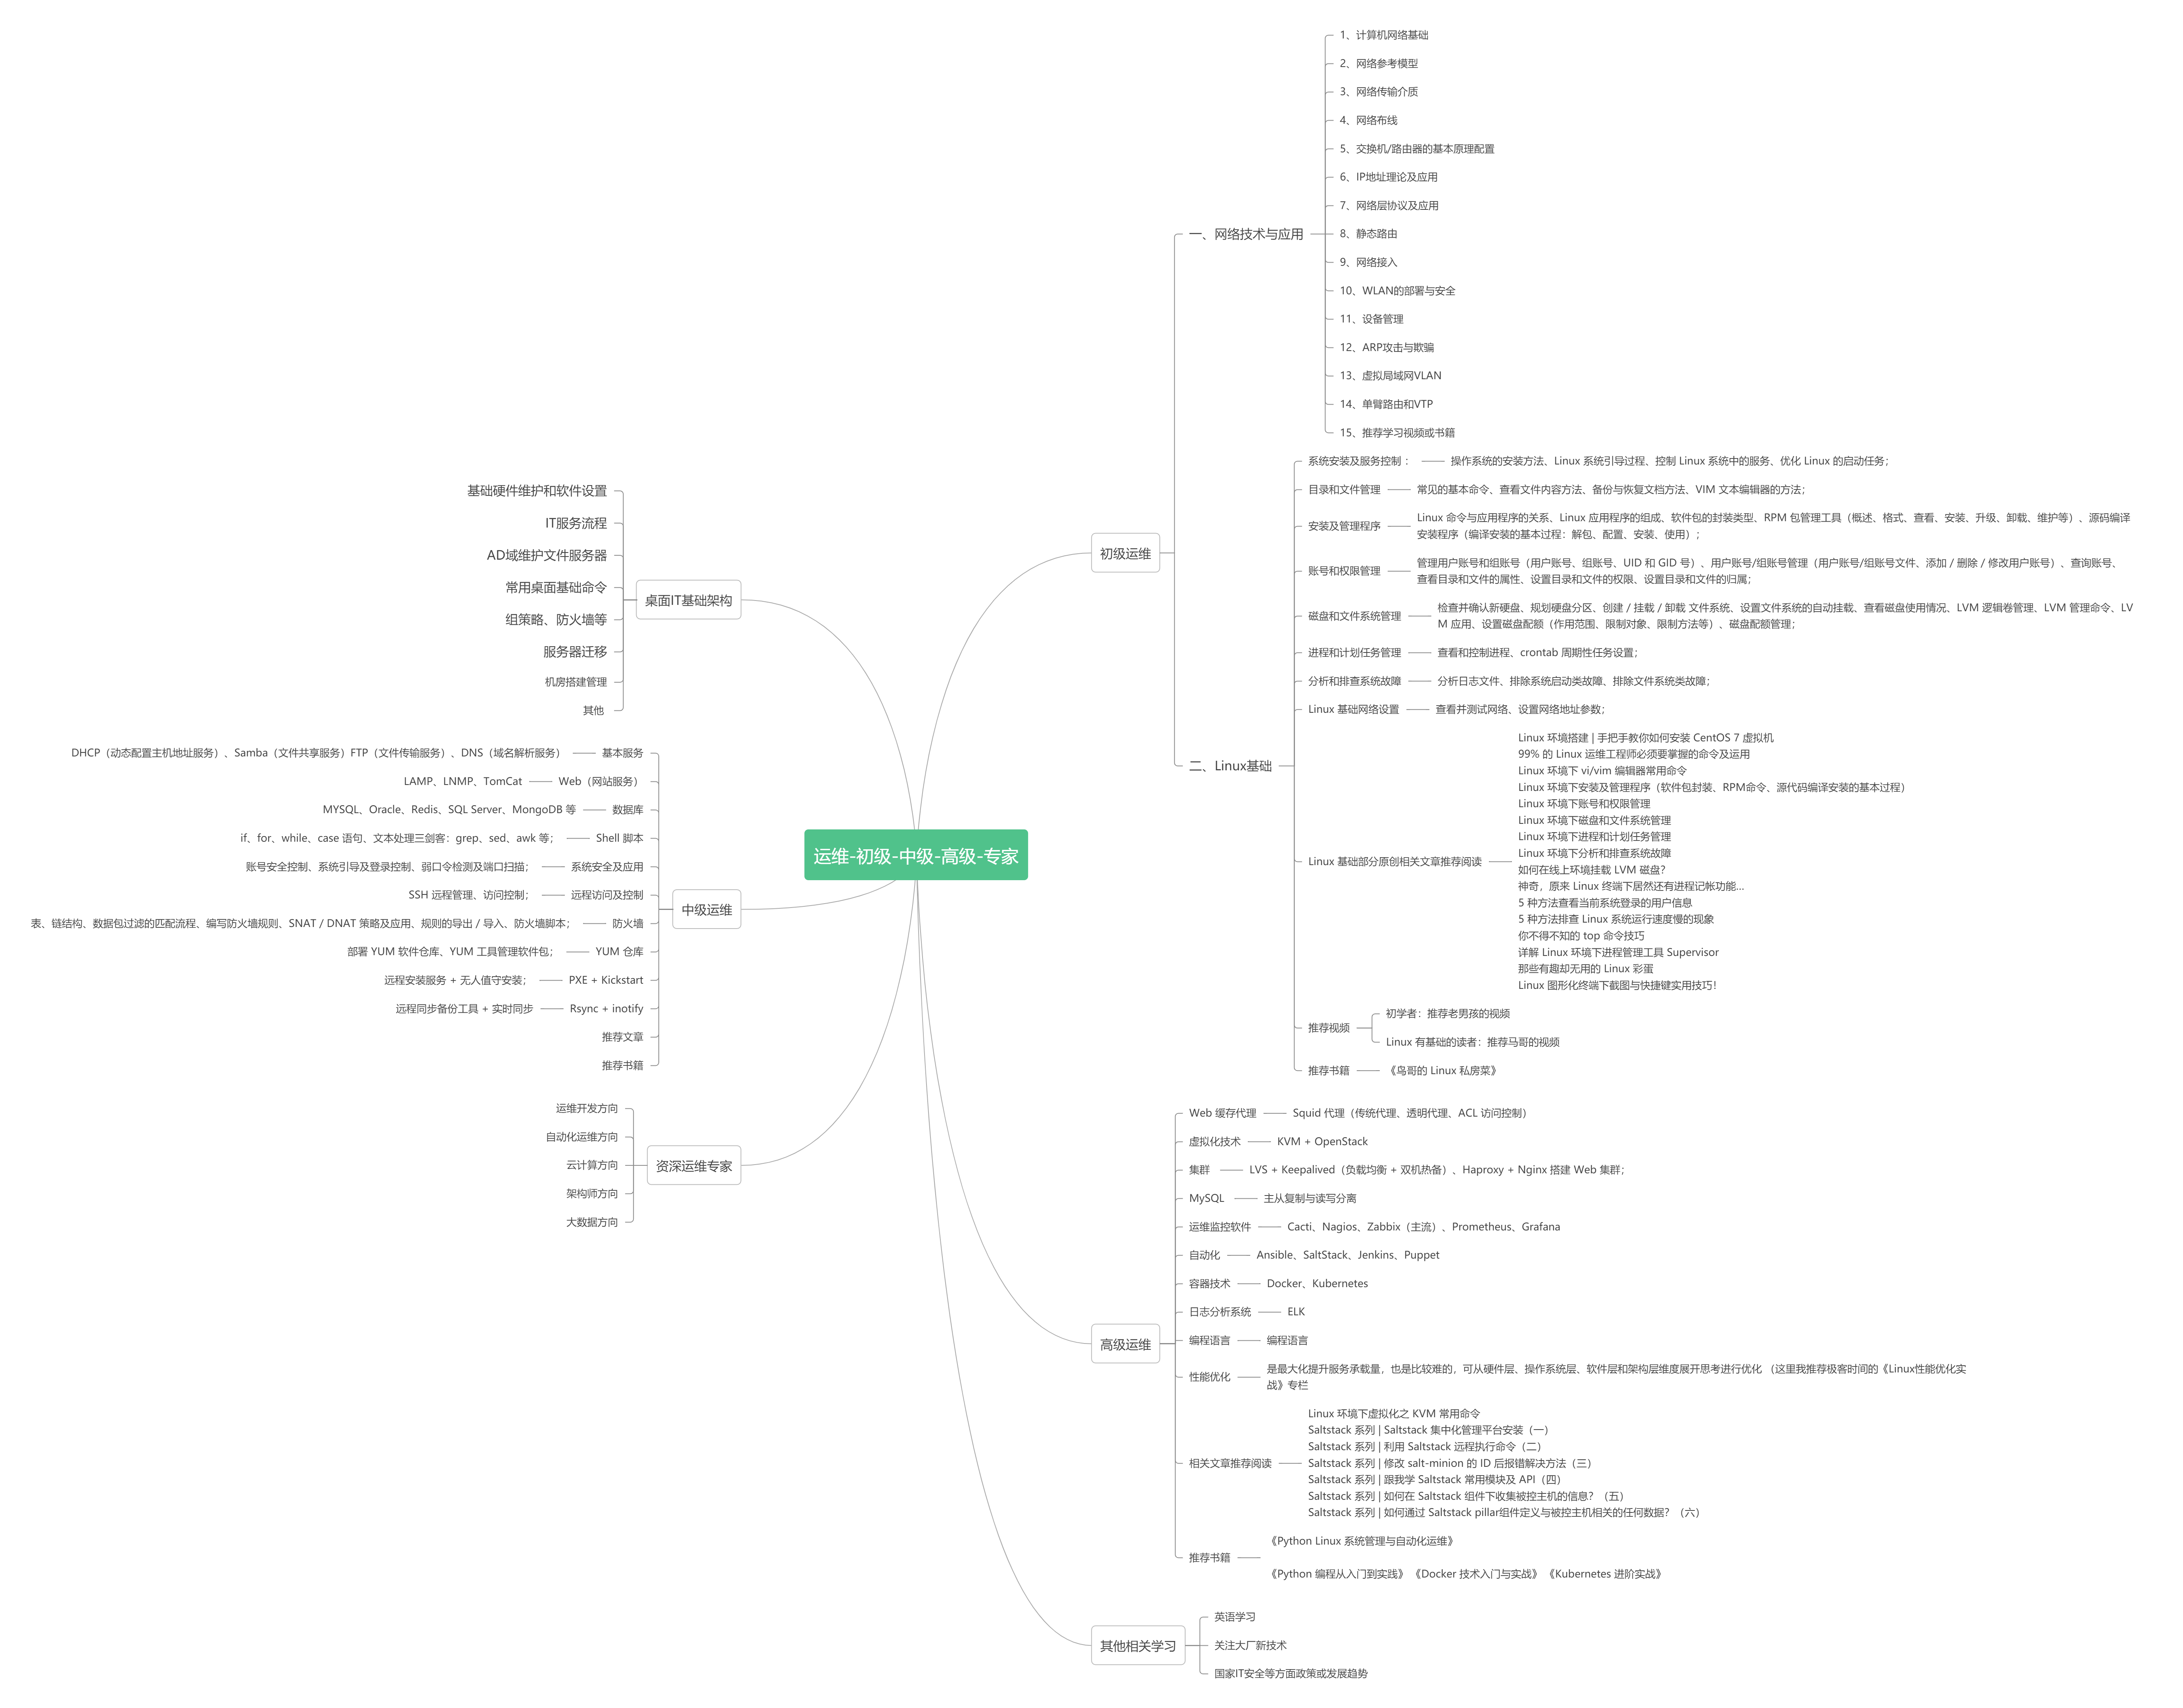 运维-初级-中级-高级-专家
初级运维
一、网络技术与应用
1、计算机网络基础
2、网络参考模型
3、网络传输介质
4、网络布线
5、交换机/路由器的基本原理配置
6、IP地址理论及应用
7、网络层协议及应用
8、静态路由
9、网络接入
10、WLAN的部署与安全
11、设备管理
12、ARP攻击与欺骗
13、虚拟局域网VLAN
14、单臂路由和VTP
15、推荐学习视频或书籍
二、Linux基础
系统安装及服务控制：
操作系统的安装方法、Linux 系统引导过程、控制 Linux 系统中的服务、优化 Linux 的启动任务；
目录和文件管理
常见的基本命令、查看文件内容方法、备份与恢复文档方法、VIM 文本编辑器的方法；
安装及管理程序
Linux 命令与应用程序的关系、Linux 应用程序的组成、软件包的封装类型、RPM 包管理工具（概述、格式、查看、安装、升级、卸载、维护等）、源码编译
安装程序（编译安装的基本过程：解包、配置、安装、使用）；
账号和权限管理
管理用户账号和组账号（用户账号、组账号、UID 和 GID 号）、用户账号/组账号管理（用户账号/组账号文件、添加 / 删除 / 修改用户账号）、查询账号、
查看目录和文件的属性、设置目录和文件的权限、设置目录和文件的归属；
磁盘和文件系统管理
检查并确认新硬盘、规划硬盘分区、创建 / 挂载 / 卸载 文件系统、设置文件系统的自动挂载、查看磁盘使用情况、LVM 逻辑卷管理、LVM 管理命令、LV
M 应用、设置磁盘配额（作用范围、限制对象、限制方法等）、磁盘配额管理；
进程和计划任务管理
查看和控制进程、crontab 周期性任务设置；
分析和排查系统故障
分析日志文件、排除系统启动类故障、排除文件系统类故障；
Linux 基础网络设置
查看并测试网络、设置网络地址参数；
Linux 基础部分原创相关文章推荐阅读
Linux 环境搭建 | 手把手教你如何安装 CentOS 7 虚拟机
99% 的 Linux 运维工程师必须要掌握的命令及运用
Linux 环境下 vi/vim 编辑器常用命令
Linux 环境下安装及管理程序（软件包封装、RPM命令、源代码编译安装的基本过程）
Linux 环境下账号和权限管理
Linux 环境下磁盘和文件系统管理
Linux 环境下进程和计划任务管理
Linux 环境下分析和排查系统故障
如何在线上环境挂载 LVM 磁盘？
神奇，原来 Linux 终端下居然还有进程记帐功能...
5 种方法查看当前系统登录的用户信息
5 种方法排查 Linux 系统运行速度慢的现象
你不得不知的 top 命令技巧
详解 Linux 环境下进程管理工具 Supervisor
那些有趣却无用的 Linux 彩蛋
Linux 图形化终端下截图与快捷键实用技巧！
推荐视频
初学者：推荐老男孩的视频
Linux 有基础的读者：推荐马哥的视频
推荐书籍
《鸟哥的 Linux 私房菜》
高级运维
Web 缓存代理
Squid 代理（传统代理、透明代理、ACL 访问控制）
虚拟化技术
KVM + OpenStack
集群
LVS + Keepalived（负载均衡 + 双机热备）、Haproxy + Nginx 搭建 Web 集群；
MySQL
主从复制与读写分离
运维监控软件
Cacti、Nagios、Zabbix（主流）、Prometheus、Grafana
自动化
Ansible、SaltStack、Jenkins、Puppet
容器技术
Docker、Kubernetes
日志分析系统
ELK
编程语言
编程语言
性能优化
是最大化提升服务承载量，也是比较难的，可从硬件层、操作系统层、软件层和架构层维度展开思考进行优化 （这里我推荐极客时间的《Linux性能优化实
战》专栏
相关文章推荐阅读
Linux 环境下虚拟化之 KVM 常用命令
Saltstack 系列 | Saltstack 集中化管理平台安装（一）
Saltstack 系列 | 利用 Saltstack 远程执行命令（二）
Saltstack 系列 | 修改 salt-minion 的 ID 后报错解决方法（三）
Saltstack 系列 | 跟我学 Saltstack 常用模块及 API（四）
Saltstack 系列 | 如何在 Saltstack 组件下收集被控主机的信息？（五）
Saltstack 系列 | 如何通过 Saltstack pillar组件定义与被控主机相关的任何数据？（六）
推荐书籍
《Python Linux 系统管理与自动化运维》
《Python 编程从入门到实践》 《Docker 技术入门与实战》 《Kubernetes 进阶实战》
其他相关学习
英语学习
关注大厂新技术
国家IT安全等方面政策或发展趋势
桌面IT基础架构
基础硬件维护和软件设置
IT服务流程
AD域维护文件服务器
常用桌面基础命令
组策略、防火墙等
服务器迁移
机房搭建管理
其他
中级运维
基本服务
DHCP（动态配置主机地址服务）、Samba（文件共享服务）FTP（文件传输服务）、DNS（域名解析服务）
Web（网站服务）
LAMP、LNMP、TomCat
数据库
MYSQL、Oracle、Redis、SQL Server、MongoDB 等
Shell 脚本
if、for、while、case 语句、文本处理三剑客：grep、sed、awk 等；
系统安全及应用
账号安全控制、系统引导及登录控制、弱口令检测及端口扫描；
远程访问及控制
SSH 远程管理、访问控制；
防火墙
表、链结构、数据包过滤的匹配流程、编写防火墙规则、SNAT / DNAT 策略及应用、规则的导出 / 导入、防火墙脚本；
YUM 仓库
部署 YUM 软件仓库、YUM 工具管理软件包；
PXE + Kickstart
远程安装服务 + 无人值守安装；
Rsync + inotify
远程同步备份工具 + 实时同步
推荐文章
推荐书籍
资深运维专家
运维开发方向
自动化运维方向
云计算方向
架构师方向
大数据方向